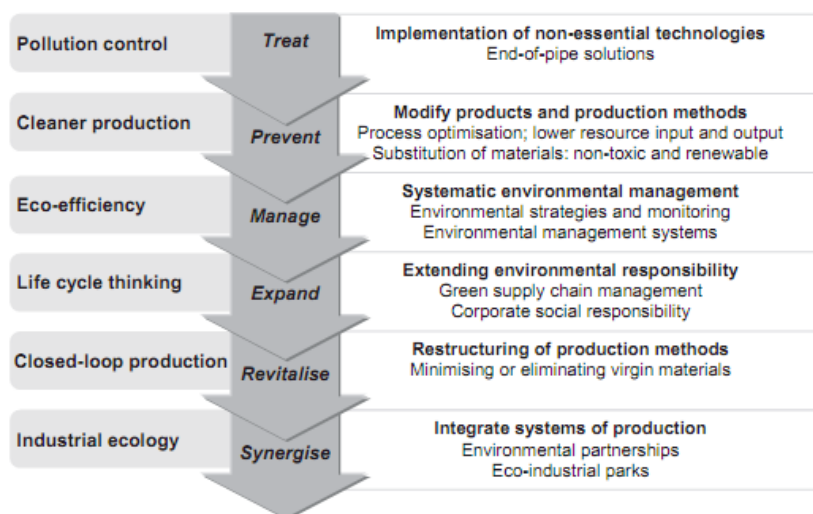 Pollution control
Treat
Implementation of non-essential technologies
End-of-pipe solutions
Cleaner production
Prevent
Modify products and production methods
Process optimisation; lower resource input and output
Substitution of materials: non-toxic and renewable
Eco-efficiency
Manage
Systematic environmental management
Environmental strategies and monitoring
Environmental management systems
Life cycle thinking
Expand
Extending environmental responsibility
Green supply chain management
Corporate social responsibility
Closed-loop production
Revitalise
Restructuring of production methods
Minimising or eliminating virgin materials
Industrial ecology
Synergise
Integrate systems of production
Environmental partnerships
Eco-industrial parks